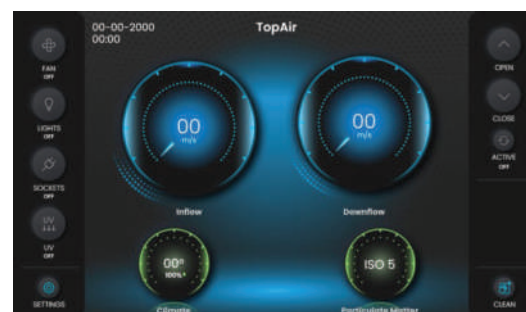 00-00-2000
00:00
TopAir
FAN
OFF
LIGHTS
OFF
SOCKETS
OFF
UV
UV
OFF
SETTINGS
00
m/s
Inflow
00
m/s
Downflow
00°
100%
Climate
ISO 5
Particulate Matter
OPEN
CLOSE
ACTIVE
OFF
CLEAN